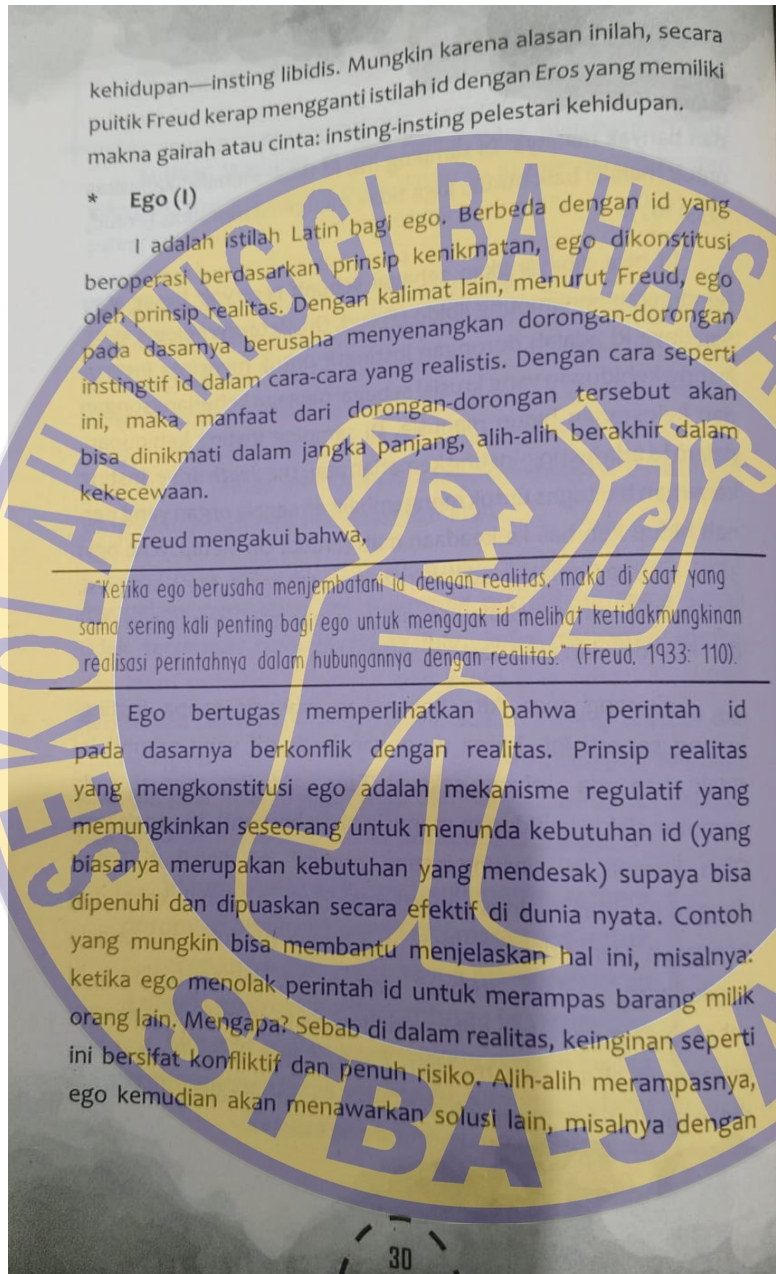 kehidupan—insting libidis. Mungkin karena alasan inilah, secara
puitik Freud kerap mengganti istilah id dengan Eros yang memiliki
makna gairah atau cinta: insting-insting pelestari kehidupan.
* Ego (I)
I adalah istilah Latin bagi ego. Berbeda dengan id yang
beroperasi berdasarkan prinsip kenikmatan, ego dikonstitusi
oleh prinsip realitas. Dengan kalimat lain, menurut Freud, ego
pada dasarnya berusaha menyenangkan dorongan-dorongan
instingtif id dalam cara-cara yang realistis. Dengan cara seperti
ini, maka manfaat dari dorongan-dorongan tersebut akan
bisa dinikmati dalam jangka panjang, alih-alih berakhir dalam
kekecewaan.
Freud mengakui bahwa,
"Ketika ego berusaha menjembatani id dengan realitas, maka di saat yang
sama sering kali penting bagi ego untuk mengajak id melihat ketidakmungkinan
realisasi perintahnya dalam hubungannya dengan realitas." (Freud, 1933: 110).
Ego bertugas memperlihatkan bahwa perintah id
pada dasarnya berkonflik dengan realitas. Prinsip realitas
yang mengkonstitusi ego adalah mekanisme regulatif yang
memungkinkan seseorang untuk menunda kebutuhan id (yang
biasanya merupakan kebutuhan yang mendesak) supaya bisa
dipenuhi dan dipuaskan secara efektif di dunia nyata. Contoh
yang mungkin bisa membantu menjelaskan hal ini, misalnya:
ketika ego menolak perintah id untuk merampas barang milik
orang lain. Mengapa? Sebab di dalam realitas, keinginan seperti
ini bersifat konfliktif dan penuh risiko. Alih-alih merampasnya,
ego kemudian akan menawarkan solusi lain, misalnya dengan
30
SEKOLAH TINGGI BAHASA
STBA-JIA